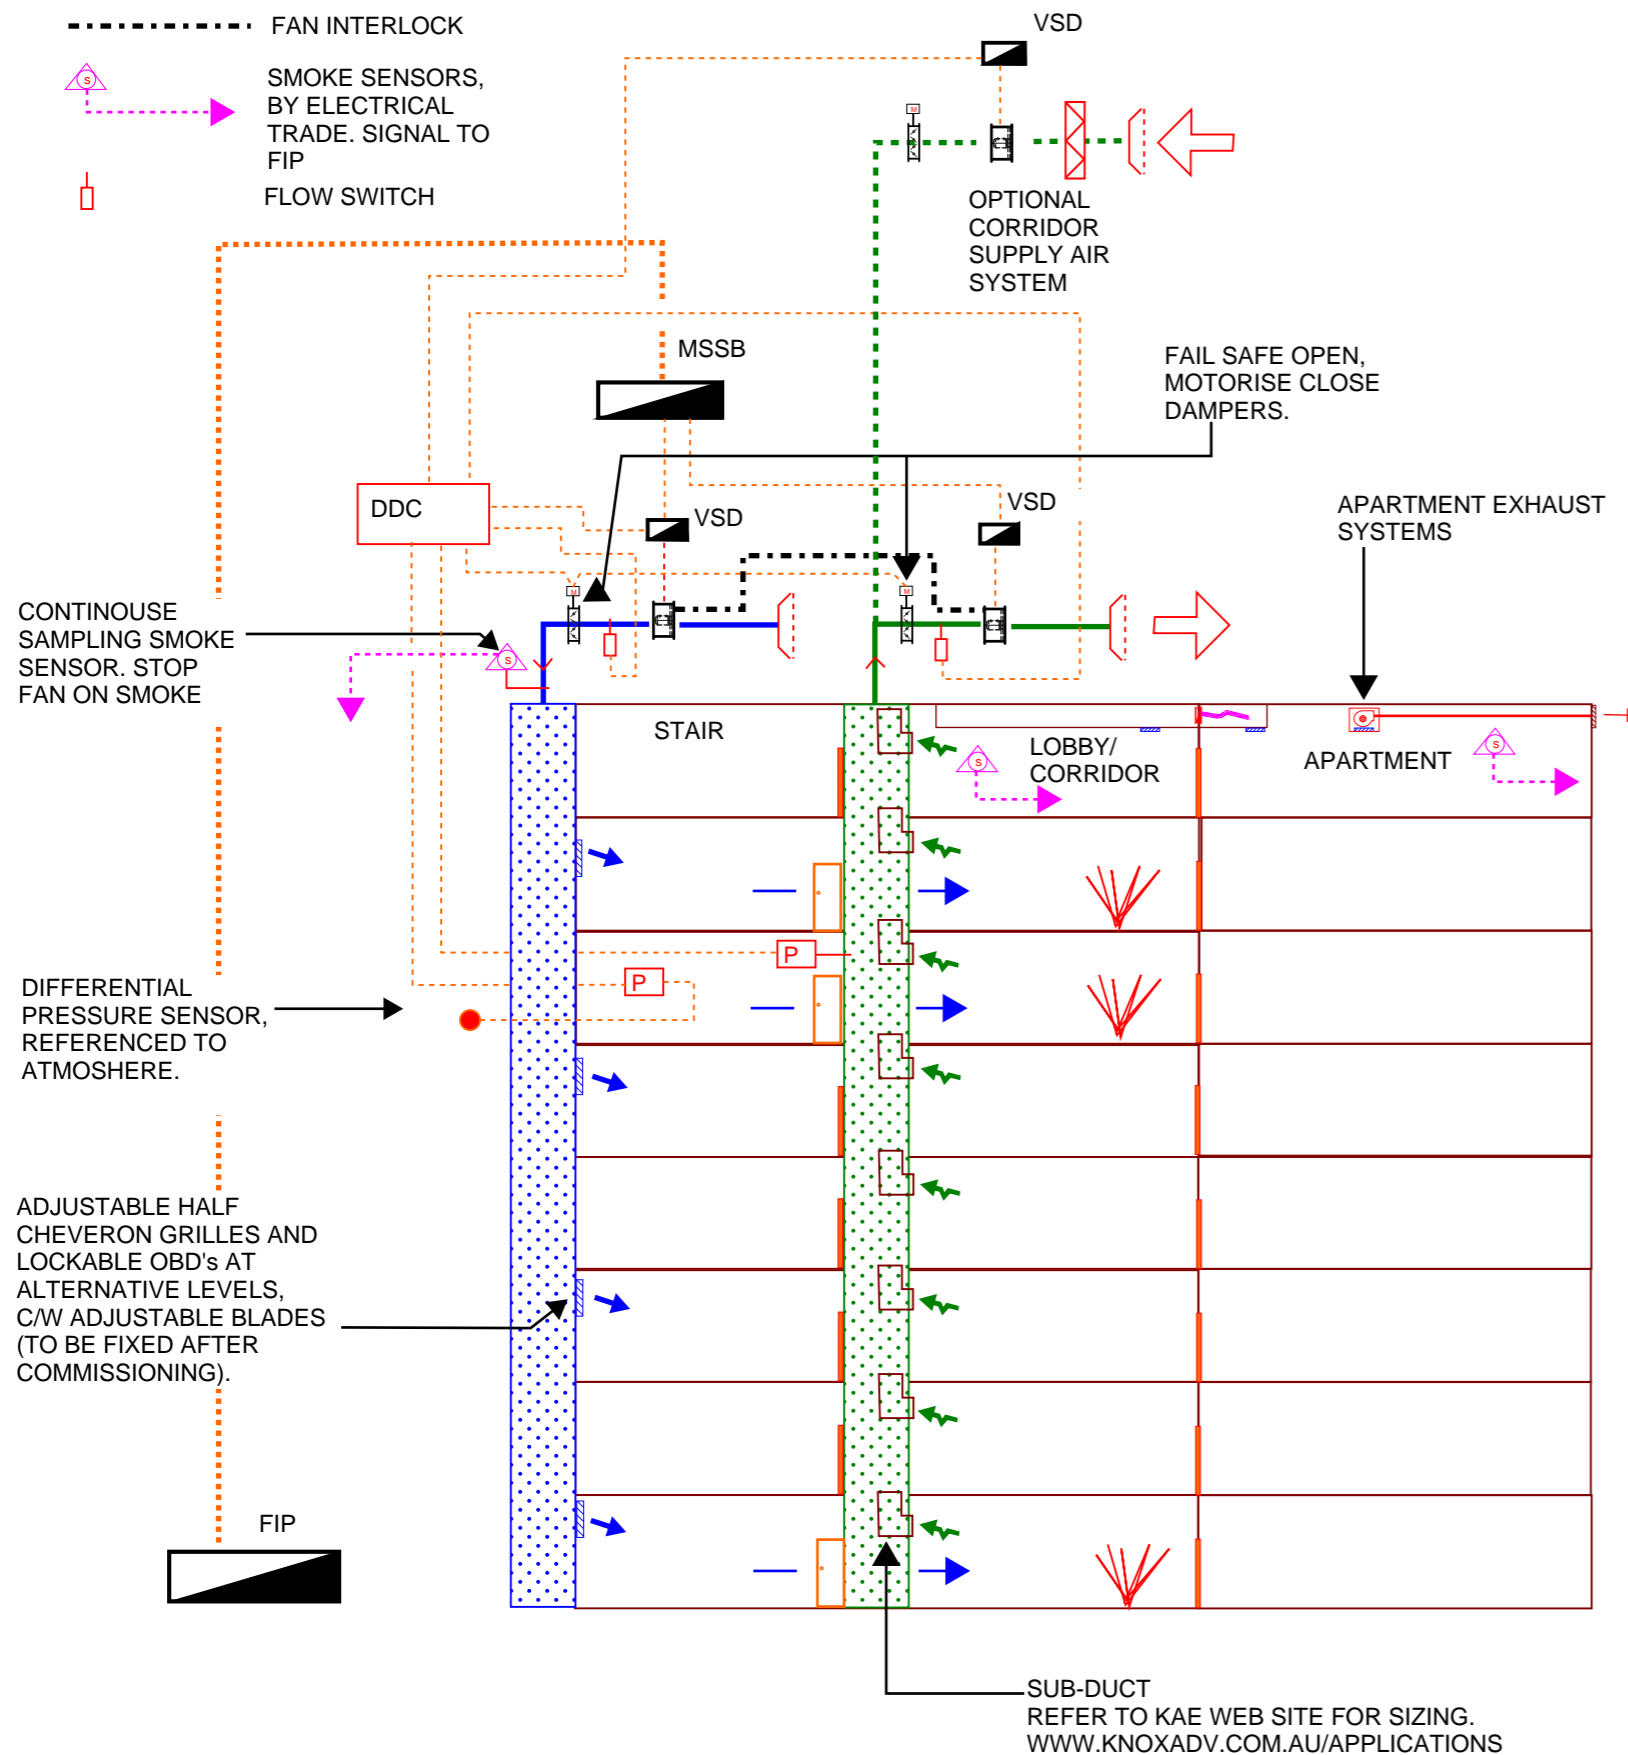 FAN INTERLOCK
S
SMOKE SENSORS,
BY ELECTRICAL
TRADE. SIGNAL TO
FIP
FLOW SWITCH
VSD
M
OPTIONAL
CORRIDOR
SUPPLY AIR
SYSTEM
MSSB
FAIL SAFE OPEN,
MOTORISE CLOSE
DAMPERS.
DDC
VSD
VSD
APARTMENT EXHAUST
SYSTEMS
M
M
CONTINOUSE
SAMPLING SMOKE
SENSOR. STOP
FAN ON SMOKE
S
STAIR
LOBBY/
CORRIDOR
S
APARTMENT
S
P
P
DIFFERENTIAL
PRESSURE SENSOR,
REFERENCED TO
ATMOSHERE.
ADJUSTABLE HALF
CHEVERON GRILLES AND
LOCKABLE OBD's AT
ALTERNATIVE LEVELS,
C/W ADJUSTABLE BLADES
(TO BE FIXED AFTER
COMMISSIONING).
FIP
SUB-DUCT
REFER TO KAE WEB SITE FOR SIZING.
WWW.KNOXADV.COM.AU/APPLICATIONS